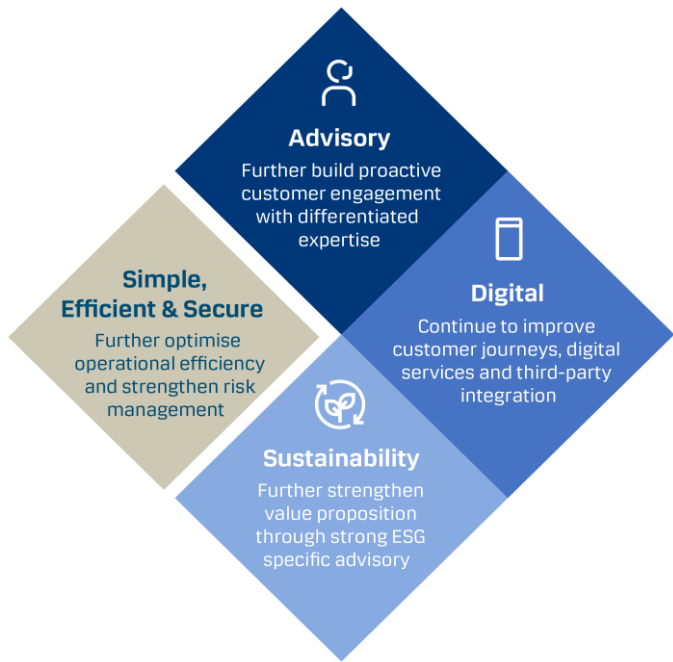 Advisory
Further build proactive
customer engagement
with differentiated
expertise
Simple,
Efficient & Secure
Further optimise
operational efficiency
and strengthen risk
management
Digital
Continue to improve
customer journeys, digital
services and third-party
integration
Sustainability
Further strengthen
value proposition
through strong ESG
specific advisory